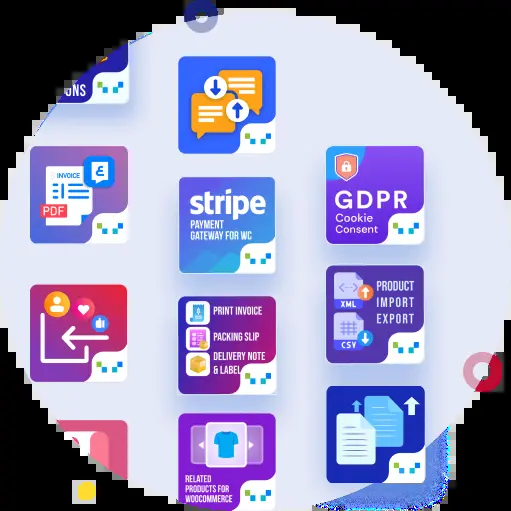 NS
INVOICE
PDF
stripe
PAYMENT
GATEWAY FOR WC
PRINT INVOICE
PACKING SLIP
DELIVERY NOTE
& LABEL
RELATED
PRODUCTS FOR
WOOCOMMERCE
GDPR
Cookie
Consent
PRODUCT
IMPORT
EXPORT
XML
CSV